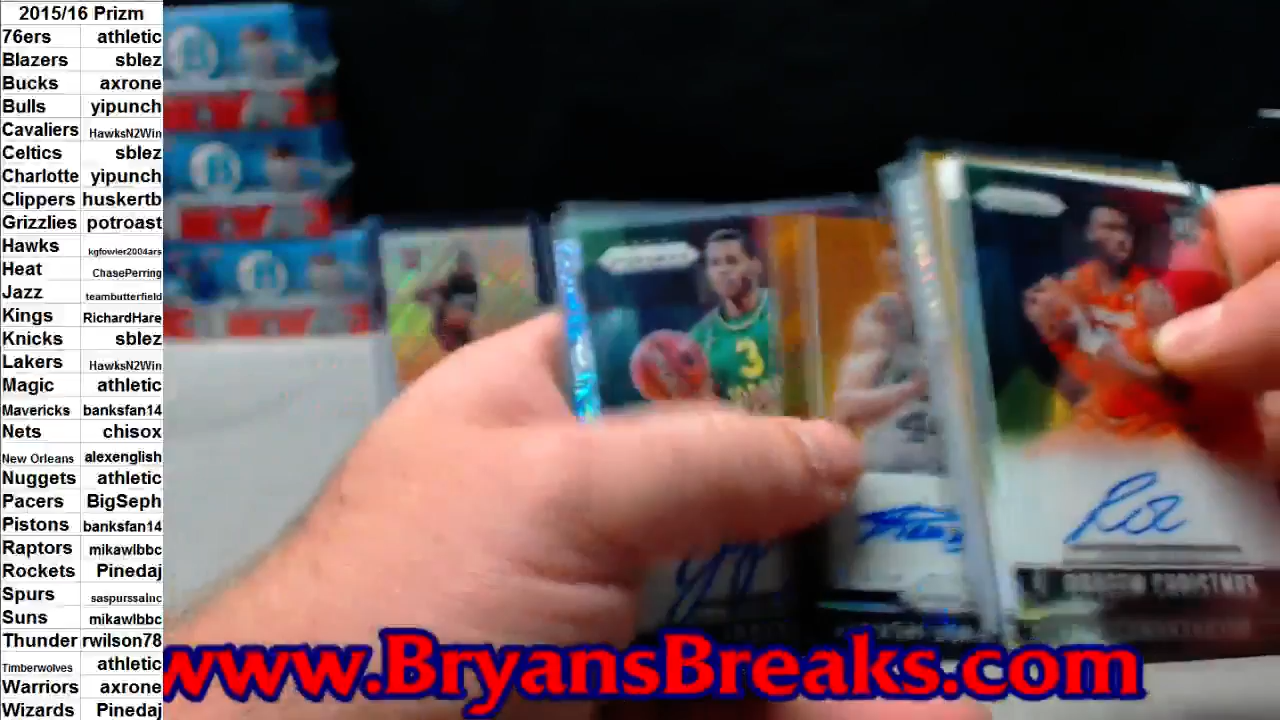 2015/16 Prizm
76ers athletic
Blazers sblez
Bucks axrone
Bulls yipunch
Cavaliers HawksN2Win
Celtics sblez
Charlotte yipunch
Clippers huskertb
Grizzlies potroast
Hawks kgfowler2004ars
Heat ChasePerring
Jazz teambutterfield
Kings RichardHare
Knicks sblez
Lakers HawksN2Win
Magic athletic
Mavericks banksfan14
Nets chisox
New Orleans alexenglish
Nuggets athletic
Pacers BigSeph
Pistons banksfan14
Raptors mikawlbbc
Rockets Pinedaj
Spurs saspurssainc
Suns mikawlbbc
Thunder rwilson78
Timberwolves athletic
Warriors axrone
Wizards Pinedaj
3
CHRISTMAS
www.BryansBreaks.com